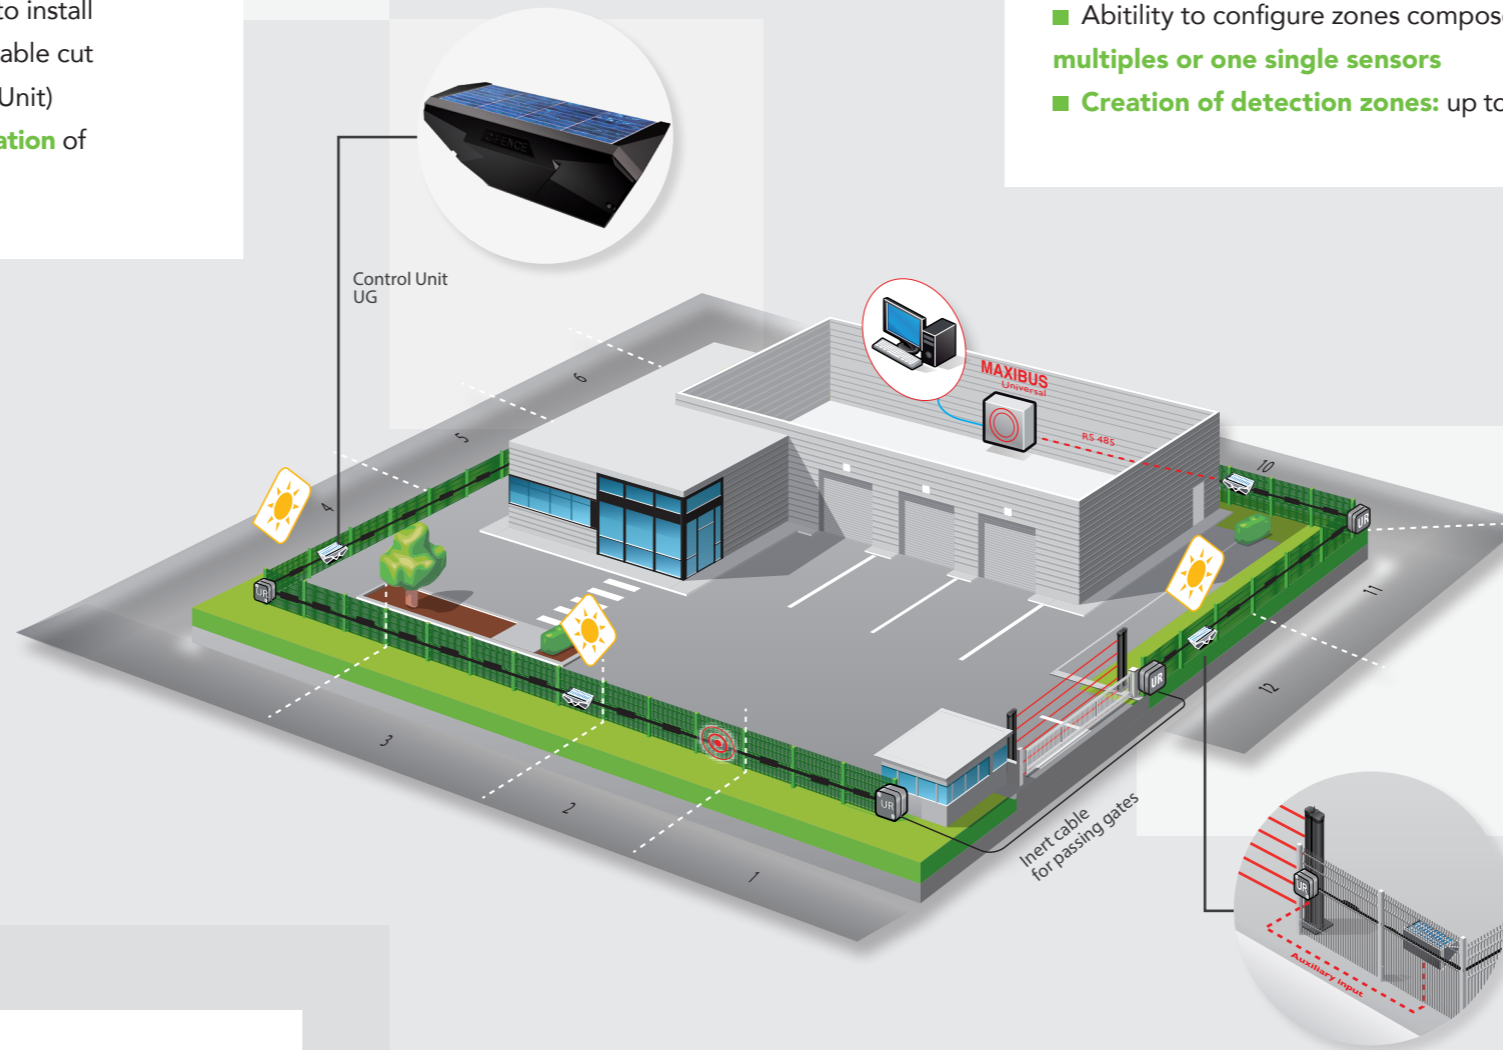 to install
able cut
Unit)
ation of
■ Abitility to configure zones compose
multiples or one single sensors
■ Creation of detection zones: up to
Control Unit
UG
MAXIBUS
Universal
RS 485
6
5
4
3
2
1
10
11
12
UR
UR
UR
UR
Inert cable
for passing gates
UR
Auxiliary input